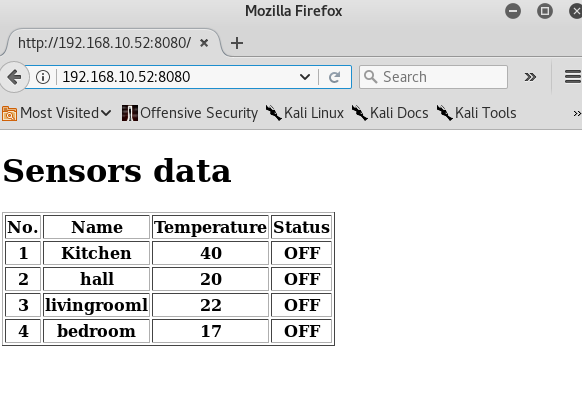 Mozilla Firefox
http://192.168.10.52:8080/
192.168.10.52:8080 Search
Most Visited Offensive Security Kali Linux Kali Docs Kali Tools
Sensors data
No. Name Temperature Status
1 Kitchen 40 OFF
2 hall 20 OFF
3 livingrooml 22 OFF
4 bedroom 17 OFF